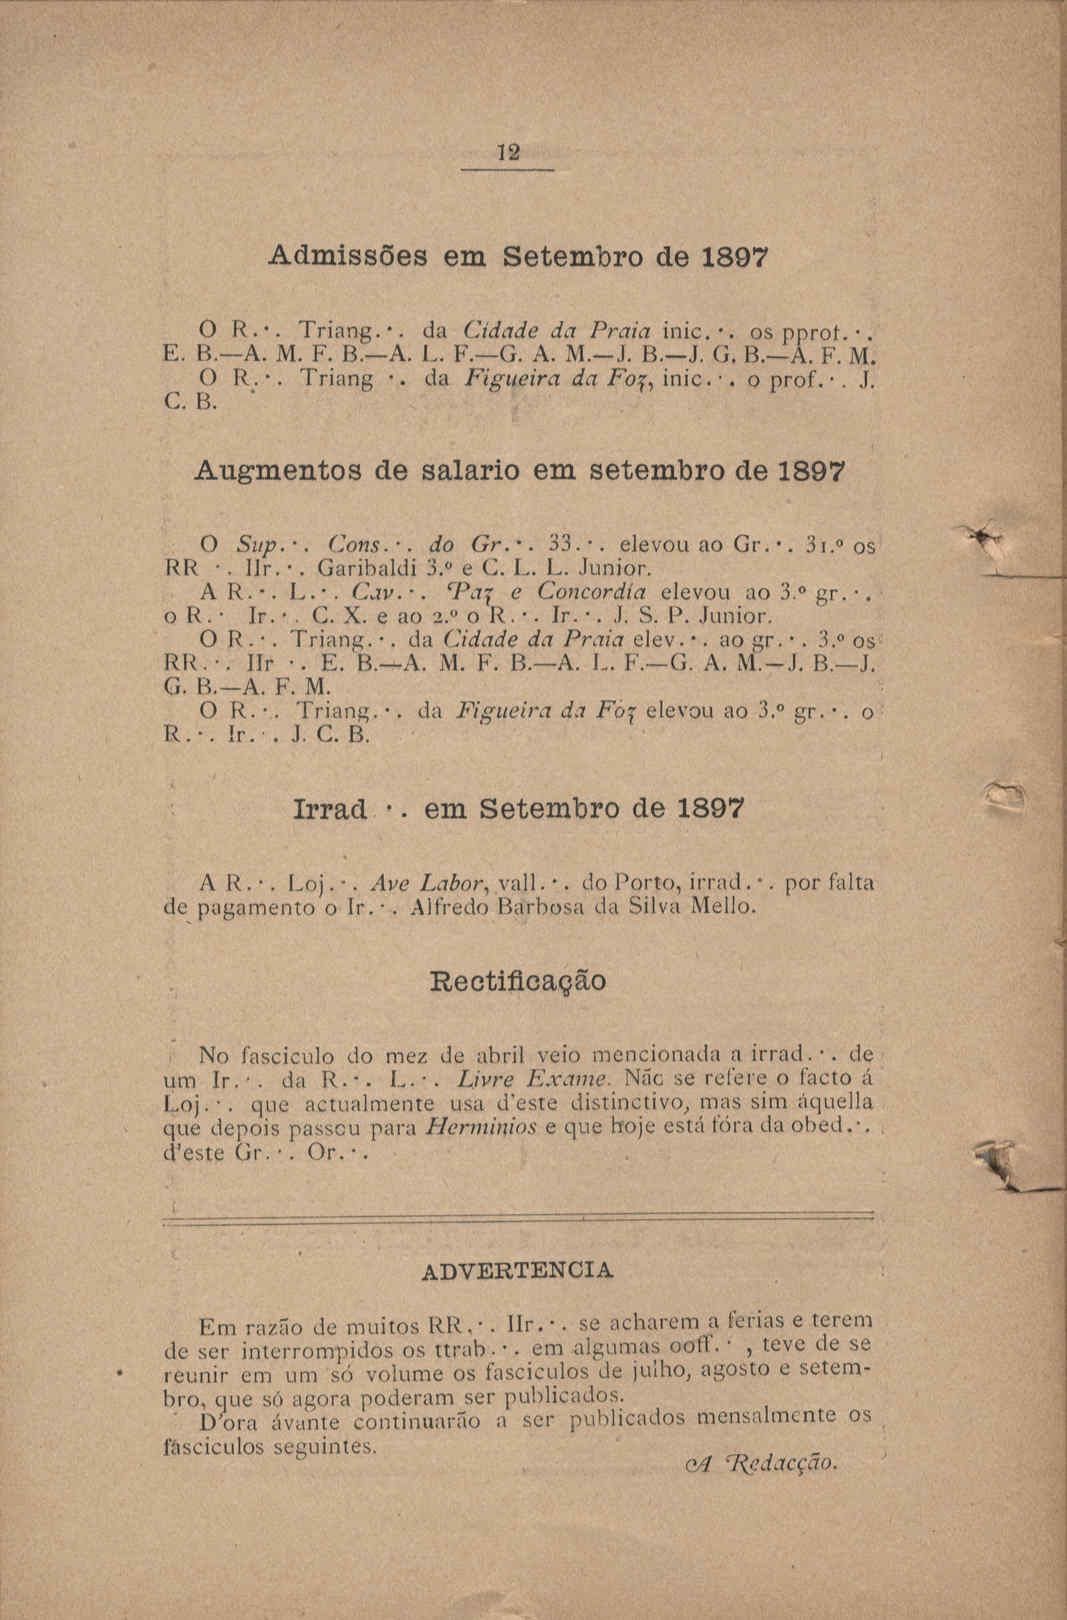 12
Admissões em Setembro de 1897
O R.·. Triang.·. da Cidade da Praia inic.·. os pprof.·.
E. B.—A. M. F. B.—A. L. F.—G. A. M.—J. B.—J. G. B.—A. F. M.
O R.·. Triang ·. da Figueira da Foz, inic.·. o prof.·. J.
C. B.
Augmentos de salario em setembro de 1897
O Sup.·. Cons.·. do Gr.·. 33.·. elevou ao Gr.·. 31.º os
RR ·. IIr.·. Garibaldi 3.º e C. L. L. Junior.
A R.·. L.·. Cav.·. Paz e Concordia elevou ao 3.º gr.·.
o R.· Ir.·. C. X. e ao 2.º o R.·. Ir.·. J. S. P. Junior.
O R.·. Triang.·. da Cidade da Praia elev.·. ao gr.·. 3.º os
RR.·. IIr ·. E. B.—A. M. F. B.—A. L. F.—G. A. M.—J. B.—J.
G. B.—A. F. M.
O R.·. Triang.·. da Figueira da Foz elevou ao 3.º gr.·. o
R.·. Ir.·. J. C. B.
Irrad ·. em Setembro de 1897
A R.·. Loj.·. Ave Labor, vall.·. do Porto, irrad.·. por falta
de pagamento o Ir.·. Alfredo Barbosa da Silva Mello.
Rectificação
No fasciculo do mez de abril veio mencionada a irrad.·. de
um Ir.·. da R.·. L.·. Livre Exame. Não se refere o facto á
Loj.·. que actualmente usa d'este distinctivo, mas sim áquella
que depois passou para Herminios e que hoje está fóra da obed.·.
d'este Gr.·. Or.·.
ADVERTENCIA
Em razão de muitos RR.·. IIr.·. se acharem a ferias e terem
de ser interrompidos os ttrab.·. em algumas ooff.· , teve de se
reunir em um só volume os fasciculos de julho, agosto e setem-
bro, que só agora poderam ser publicados.
D'ora ávante continuarão a ser publicados mensalmente os
fasciculos seguintes.
A Redacção.